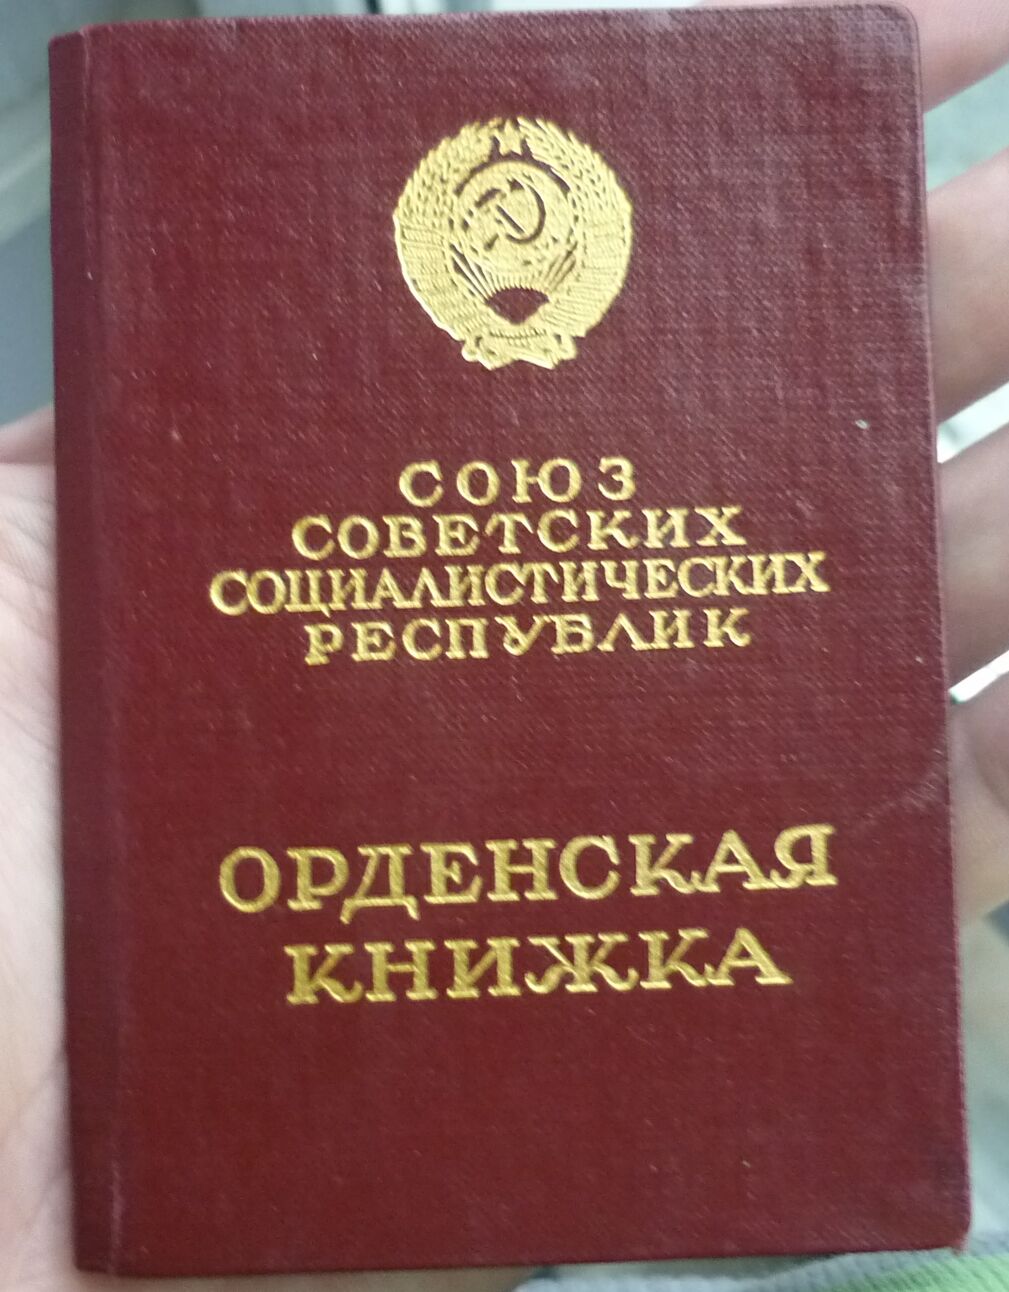 СОЮЗ
СОВЕТСКИХ
СОЦИАЛИСТИЧЕСКИХ
РЕСПУБЛИК
ОРДЕНСКАЯ
КНИЖКА